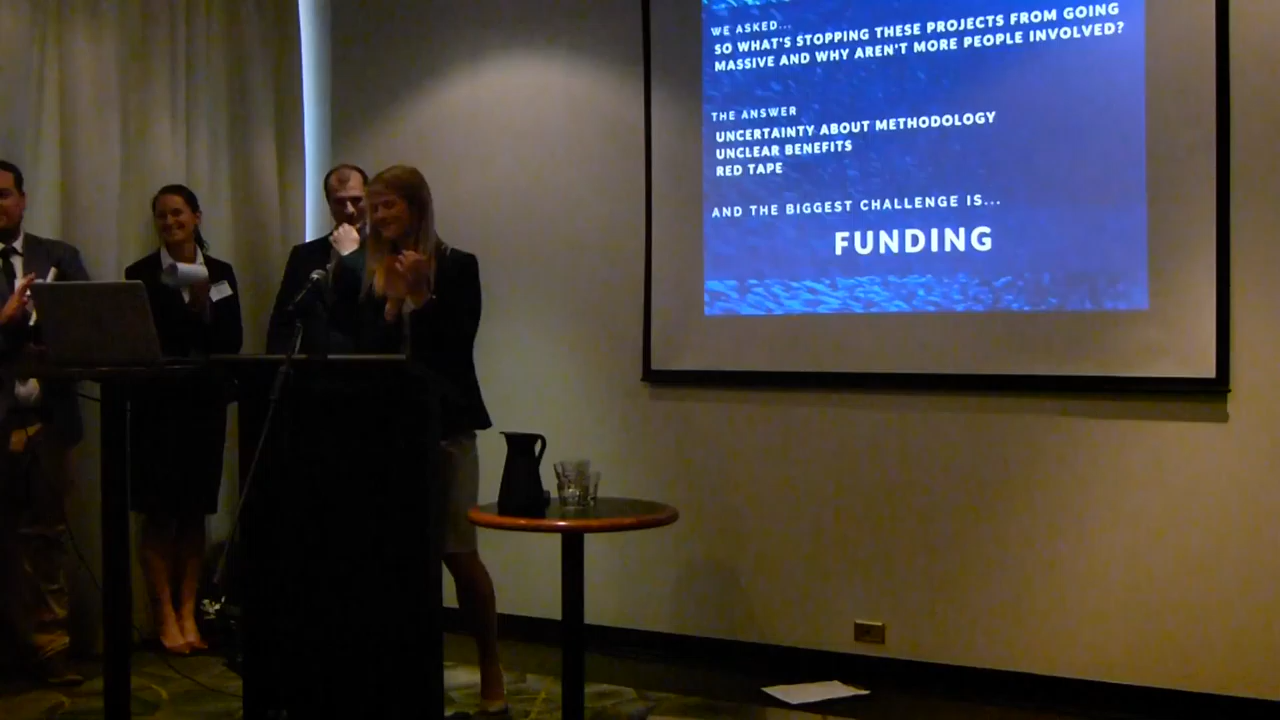 WE ASKED...
SO WHAT'S STOPPING THESE PROJECTS FROM GOING
MASSIVE AND WHY AREN'T MORE PEOPLE INVOLVED?
THE ANSWER
UNCERTAINTY ABOUT METHODOLOGY
UNCLEAR BENEFITS
RED TAPE
AND THE BIGGEST CHALLENGE IS...
FUNDING